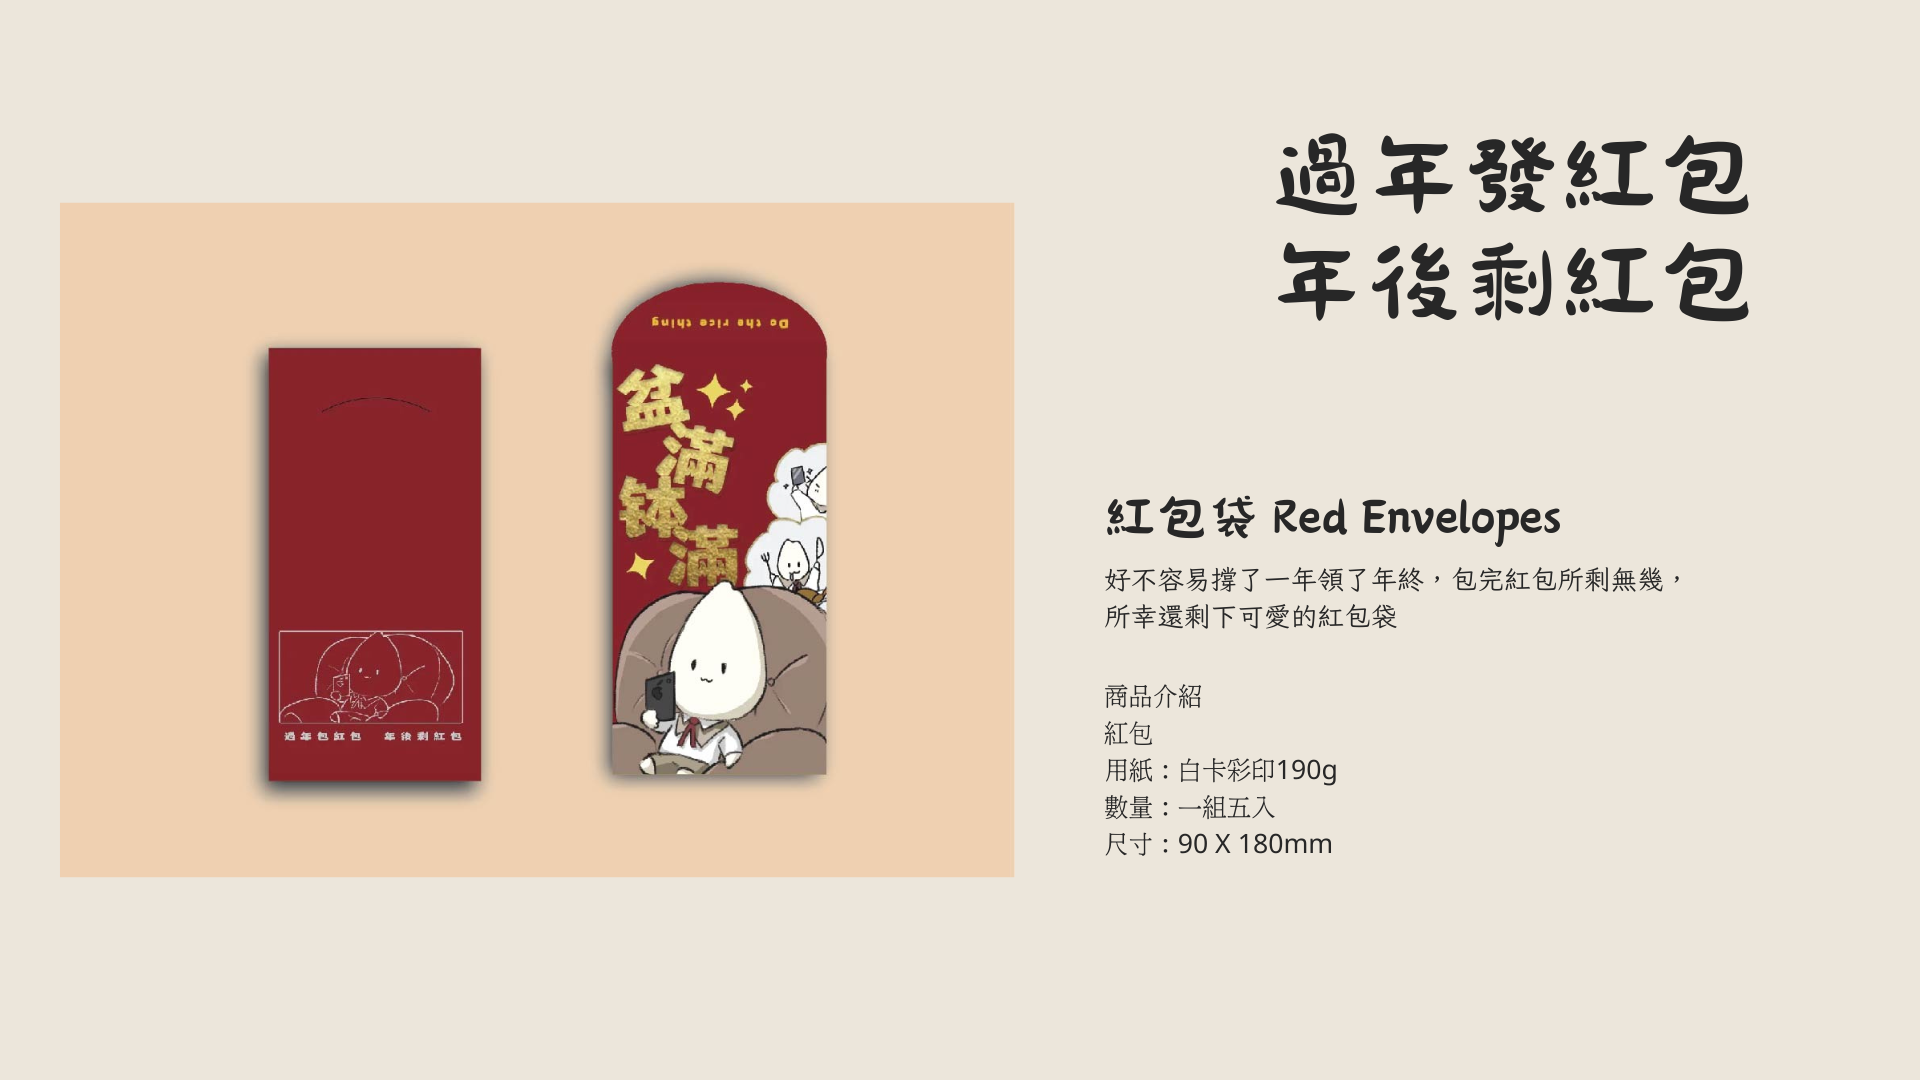 過年發紅包
年後剩紅包
Do the rice thing
盆
滿
钵
滿
過年包紅包 年後剩紅包
紅包袋 Red Envelopes
好不容易撐了一年領了年終，包完紅包所剩無幾，
所幸還剩下可愛的紅包袋
商品介紹
紅包
用紙：白卡彩印190g
數量：一組五入
尺寸：90 X 180mm